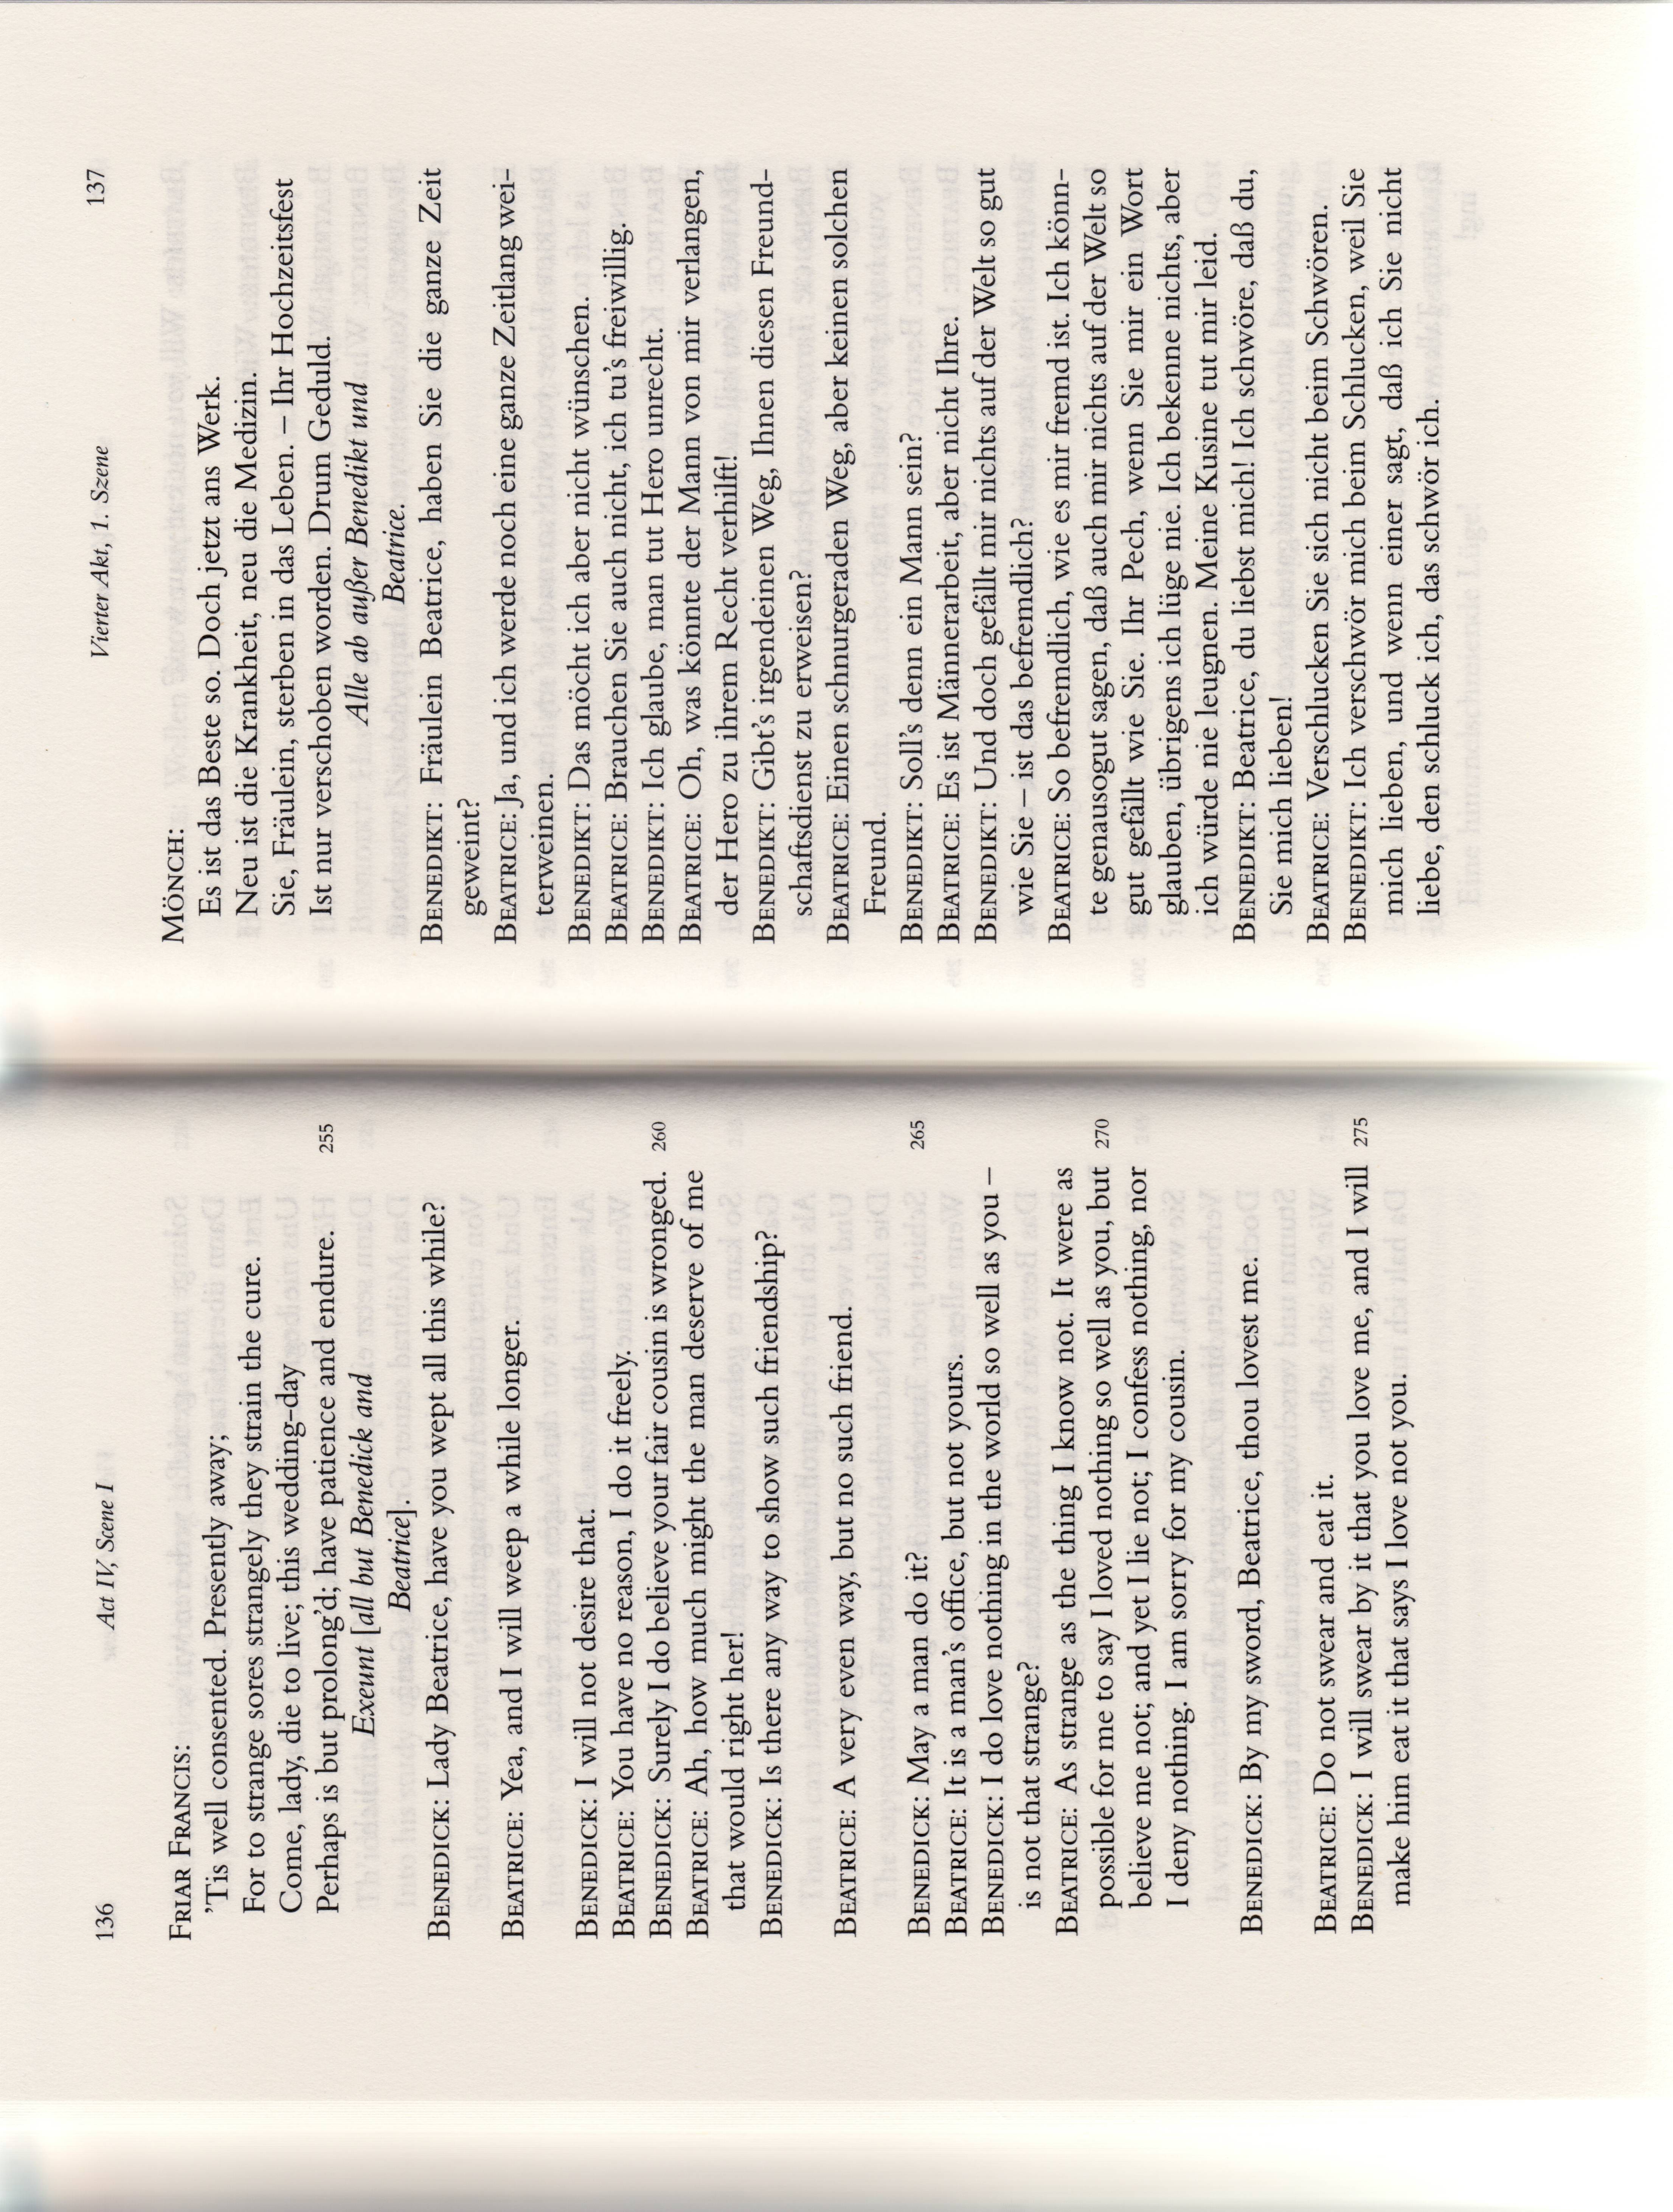 136
Act IV, Scene I
FRIAR FRANCIS:
'Tis well consented. Presently away;
For to strange sores strangely they strain the cure.
Come, lady, die to live; this wedding-day
Perhaps is but prolong'd; have patience and endure. 255
Exeunt [all but Benedick and
Beatrice].
BENEDICK: Lady Beatrice, have you wept all this while?
BEATRICE: Yea, and I will weep a while longer.
BENEDICK: I will not desire that.
BEATRICE: You have no reason, I do it freely.
BENEDICK: Surely I do believe your fair cousin is wronged. 260
BEATRICE: Ah, how much might the man deserve of me
that would right her!
BENEDICK: Is there any way to show such friendship?
BEATRICE: A very even way, but no such friend.
BENEDICK: May a man do it? 265
BEATRICE: It is a man's office, but not yours.
BENEDICK: I do love nothing in the world so well as you –
is not that strange?
BEATRICE: As strange as the thing I know not. It were as
possible for me to say I loved nothing so well as you, but 270
believe me not; and yet I lie not; I confess nothing, nor
I deny nothing. I am sorry for my cousin.
BENEDICK: By my sword, Beatrice, thou lovest me.
BEATRICE: Do not swear and eat it.
BENEDICK: I will swear by it that you love me, and I will 275
make him eat it that says I love not you.
Vierter Akt, 1. Szene
137
MÖNCH:
Es ist das Beste so. Doch jetzt ans Werk.
Neu ist die Krankheit, neu die Medizin.
Sie, Fräulein, sterben in das Leben. – Ihr Hochzeitsfest
Ist nur verschoben worden. Drum Geduld.
Alle ab außer Benedikt und
Beatrice.
BENEDIKT: Fräulein Beatrice, haben Sie die ganze Zeit
geweint?
BEATRICE: Ja, und ich werde noch eine ganze Zeitlang wei-
terweinen.
BENEDIKT: Das möcht ich aber nicht wünschen.
BEATRICE: Brauchen Sie auch nicht, ich tu's freiwillig.
BENEDIKT: Ich glaube, man tut Hero unrecht.
BEATRICE: Oh, was könnte der Mann von mir verlangen,
der Hero zu ihrem Recht verhilft!
BENEDIKT: Gibt's irgendeinen Weg, Ihnen diesen Freund-
schaftsdienst zu erweisen?
BEATRICE: Einen schnurgeraden Weg, aber keinen solchen
Freund.
BENEDIKT: Soll's denn ein Mann sein?
BEATRICE: Es ist Männerarbeit, aber nicht Ihre.
BENEDIKT: Und doch gefällt mir nichts auf der Welt so gut
wie Sie – ist das befremdlich?
BEATRICE: So befremdlich, wie es mir fremd ist. Ich könn-
te genausogut sagen, daß auch mir nichts auf der Welt so
gut gefällt wie Sie. Ihr Pech, wenn Sie mir ein Wort
glauben, übrigens ich lüge nie. Ich bekenne nichts, aber
ich würde nie leugnen. Meine Kusine tut mir leid.
BENEDIKT: Beatrice, du liebst mich! Ich schwöre, daß du,
Sie mich lieben!
BEATRICE: Verschlucken Sie sich nicht beim Schwören.
BENEDIKT: Ich verschwör mich beim Schlucken, weil Sie
mich lieben, und wenn einer sagt, daß ich Sie nicht
liebe, den schluck ich, das schwör ich.